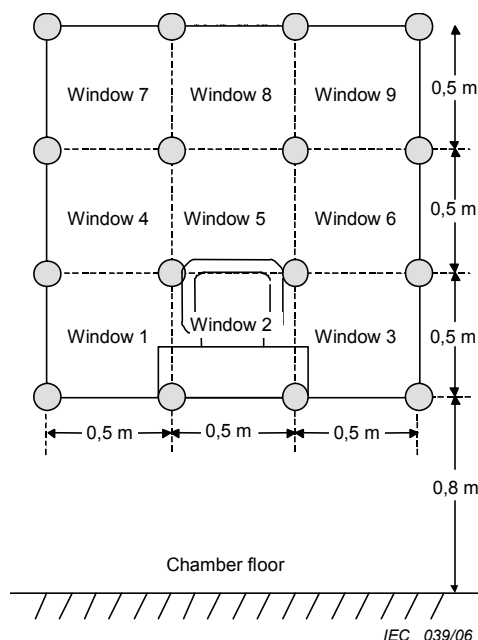 Window 7 Window 8 Window 9
0,5 m
Window 4 Window 5 Window 6
0,5 m
Window 1 Window 2 Window 3
0,5 m
0,5 m 0,5 m 0,5 m
0,8 m
Chamber floor
IEC 039/06